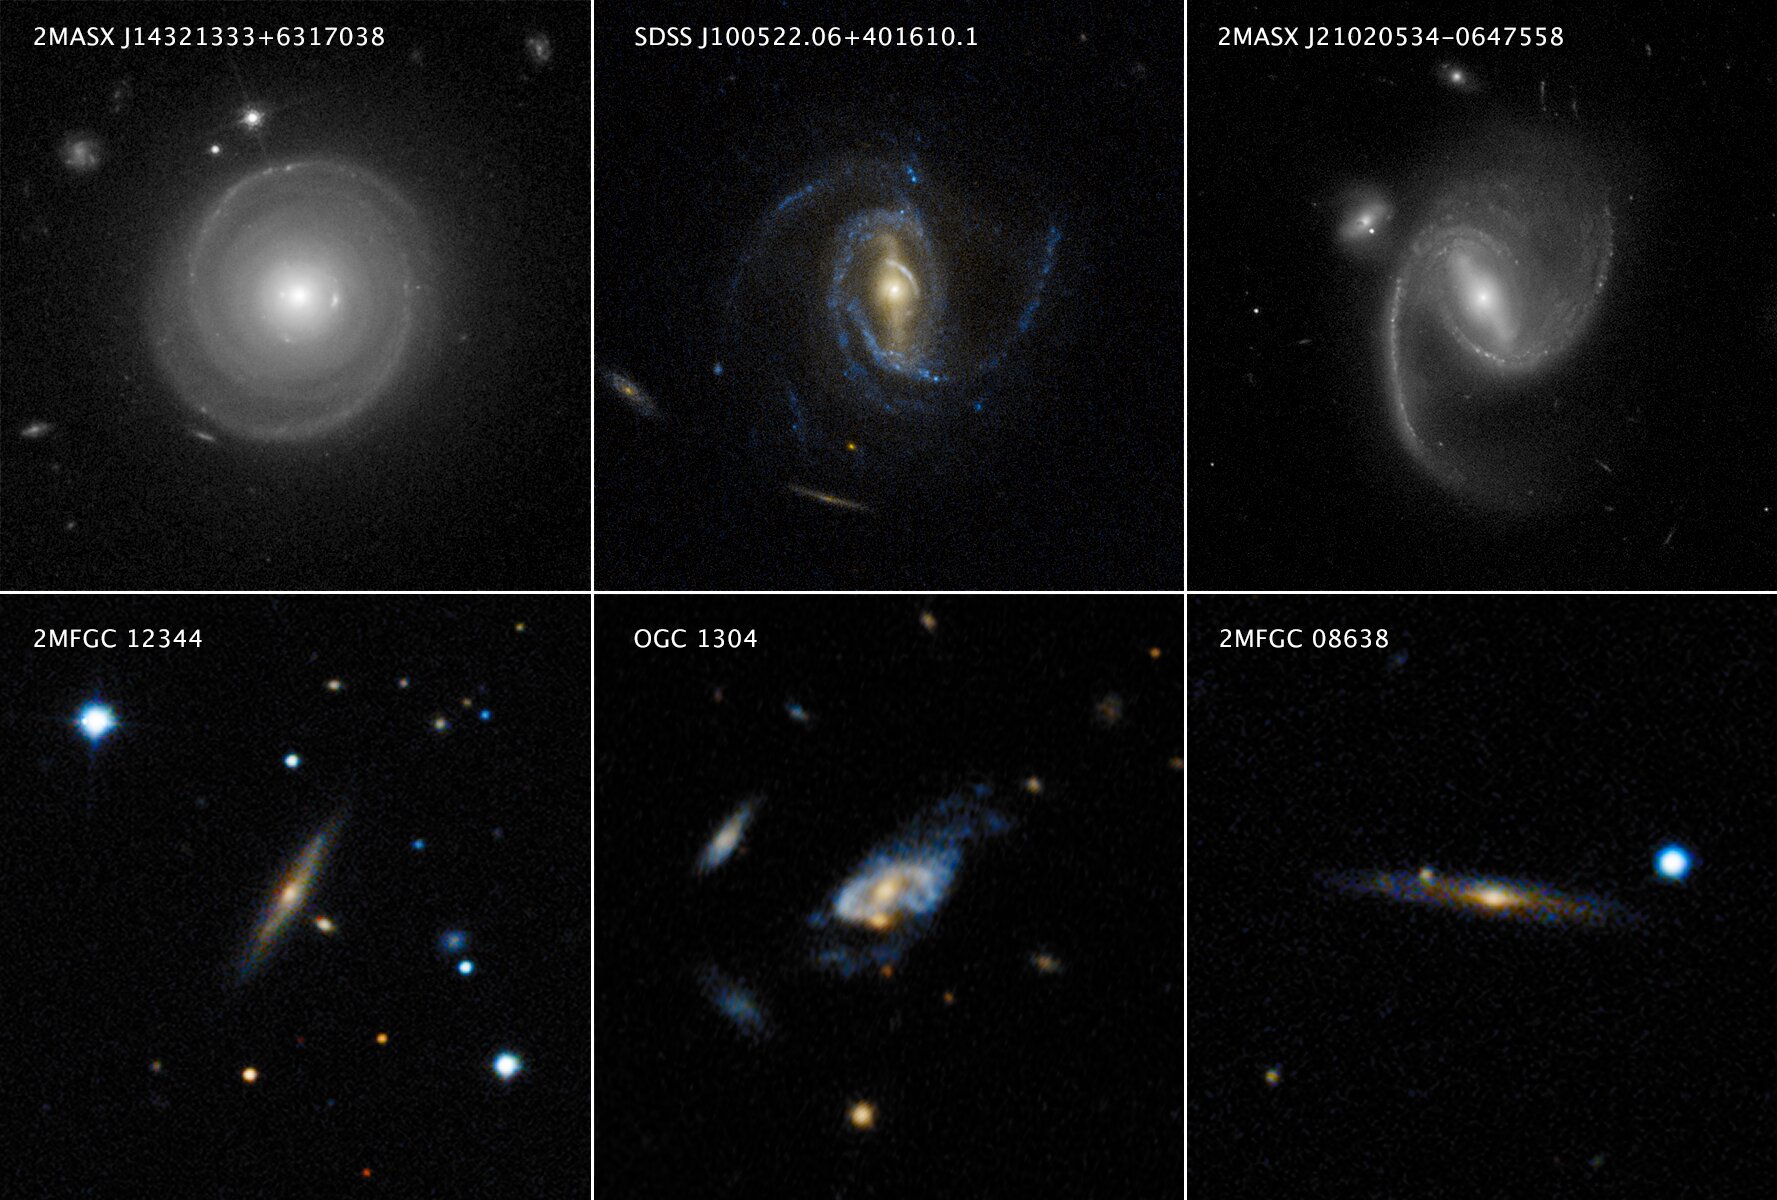 2MASX J14321333+6317038
SDSS J100522.06+401610.1
2MASX J21020534-0647558
2MFGC 12344
OGC 1304
2MFGC 08638